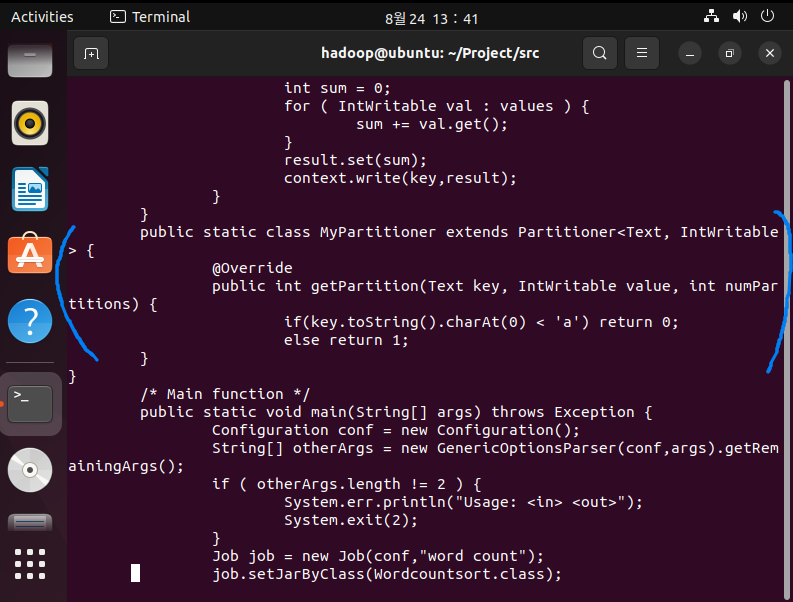 Activities Terminal 8월 24 13 : 41
hadoop@ubuntu: ~/Project/src
int sum = 0;
for ( IntWritable val : values ) {
sum += val.get();
}
result.set(sum);
context.write(key,result);
}
}
public static class MyPartitioner extends Partitioner<Text, IntWritable
> {
@Override
public int getPartition(Text key, IntWritable value, int numPar
titions) {
if(key.toString().charAt(0) < 'a') return 0;
else return 1;
}
}
/* Main function */
public static void main(String[] args) throws Exception {
Configuration conf = new Configuration();
String[] otherArgs = new GenericOptionsParser(conf,args).getRem
ainingArgs();
if ( otherArgs.length != 2 ) {
System.err.println("Usage: <in> <out>");
System.exit(2);
}
Job job = new Job(conf,"word count");
job.setJarByClass(Wordcountsort.class);